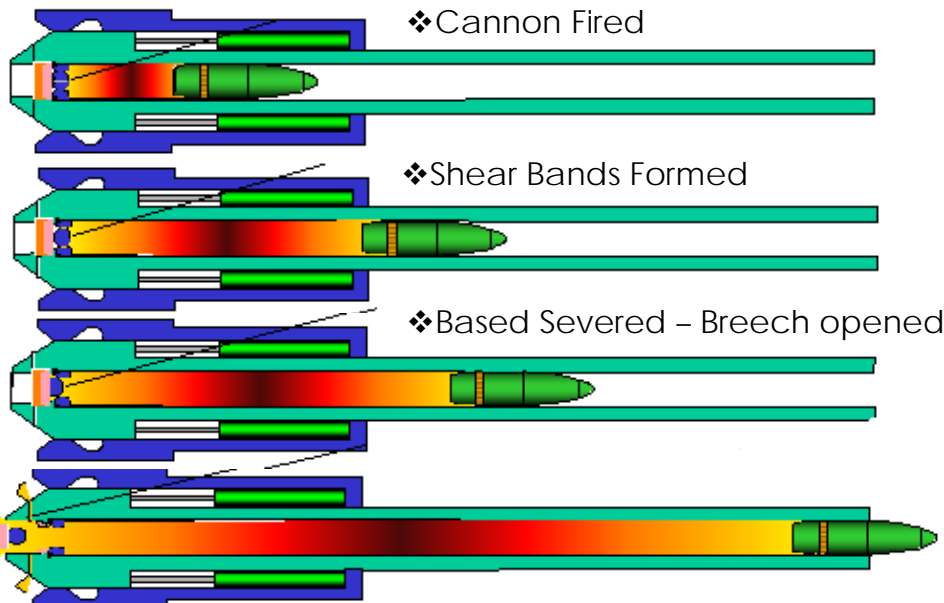 ❖Cannon Fired
❖Shear Bands Formed
❖Based Severed – Breech opened